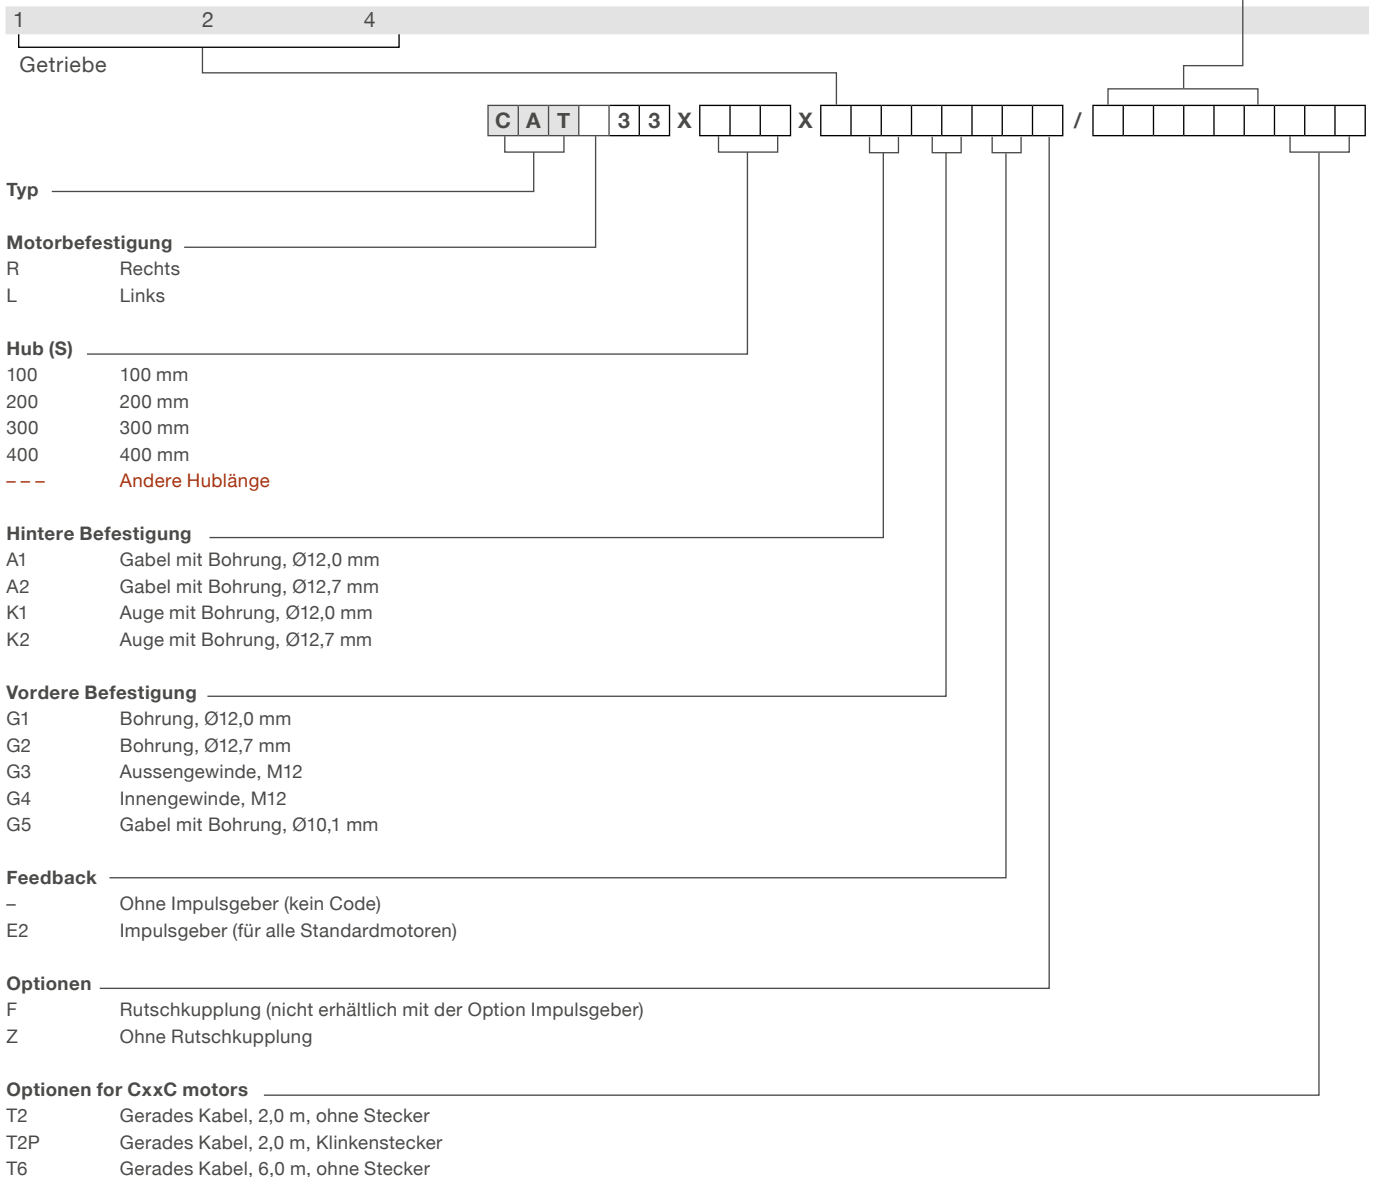 1 2 4
Getriebe
C A T 3 3 X X /
Typ
Motorbefestigung
R Rechts
L Links
Hub (S)
100 100 mm
200 200 mm
300 300 mm
400 400 mm
– – – Andere Hublänge
Hintere Befestigung
A1 Gabel mit Bohrung, Ø12,0 mm
A2 Gabel mit Bohrung, Ø12,7 mm
K1 Auge mit Bohrung, Ø12,0 mm
K2 Auge mit Bohrung, Ø12,7 mm
Vordere Befestigung
G1 Bohrung, Ø12,0 mm
G2 Bohrung, Ø12,7 mm
G3 Aussengewinde, M12
G4 Innengewinde, M12
G5 Gabel mit Bohrung, Ø10,1 mm
Feedback
– Ohne Impulsgeber (kein Code)
E2 Impulsgeber (für alle Standardmotoren)
Optionen
F Rutschkupplung (nicht erhältlich mit der Option Impulsgeber)
Z Ohne Rutschkupplung
Optionen for CxxC motors
T2 Gerades Kabel, 2,0 m, ohne Stecker
T2P Gerades Kabel, 2,0 m, Klinkenstecker
T6 Gerades Kabel, 6,0 m, ohne Stecker